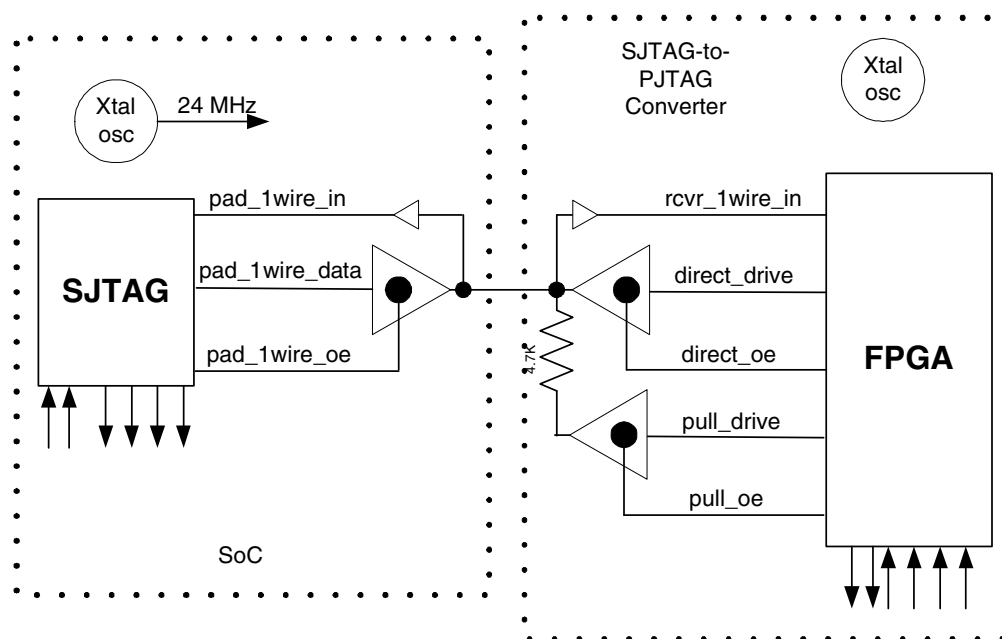 SJTAG-to-
PJTAG
Converter
Xtal
osc
Xtal
osc
24 MHz
pad_1wire_in
rcvr_1wire_in
pad_1wire_data
direct_drive
SJTAG
pad_1wire_oe
direct_oe
4.7K
FPGA
pull_drive
pull_oe
SoC